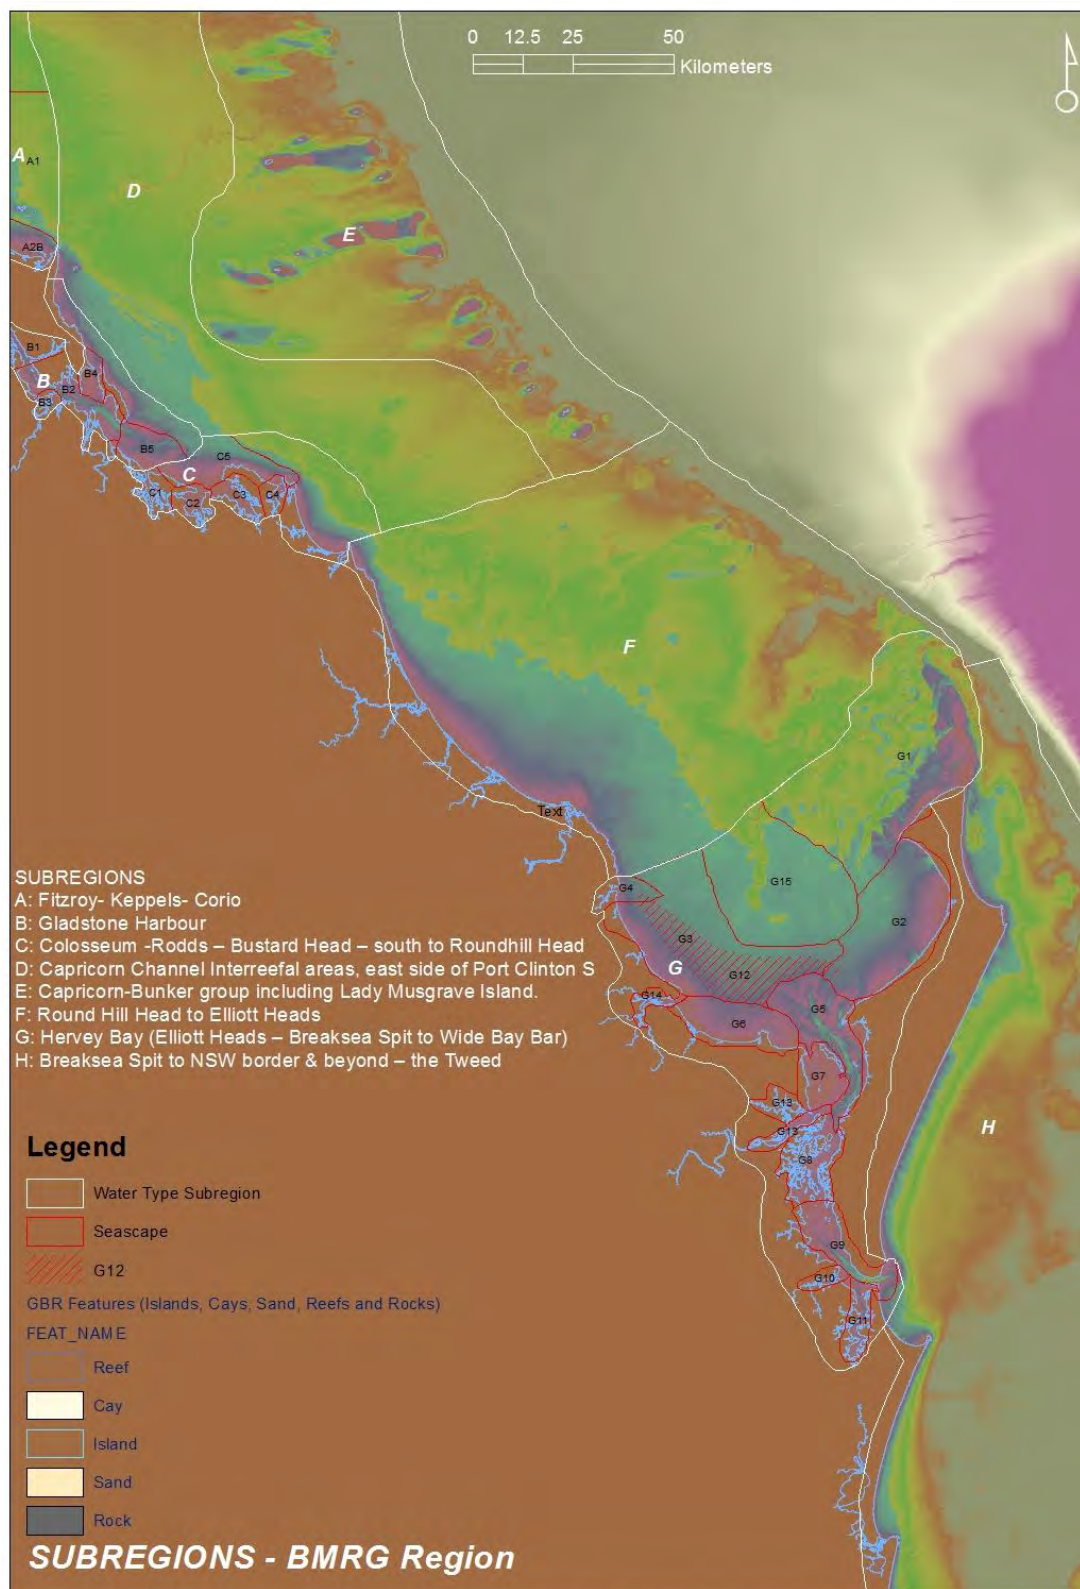 0 12.5 25 50
Kilometers
A A1
D
E
A2B
B1
B B2 B4
B3
B5
C5
C
C1 C2 C3 C4
F
G1
Text
G15
G4
G2
G3
G G12
G14
G5
G6
G7
G13
G13
G8
H
G9
G10
G11
SUBREGIONS
A: Fitzroy- Keppels- Corio
B: Gladstone Harbour
C: Colosseum -Rodds – Bustard Head – south to Roundhill Head
D: Capricorn Channel Interreefal areas, east side of Port Clinton S
E: Capricorn-Bunker group including Lady Musgrave Island.
F: Round Hill Head to Elliott Heads
G: Hervey Bay (Elliott Heads – Breaksea Spit to Wide Bay Bar)
H: Breaksea Spit to NSW border & beyond – the Tweed
Legend
Water Type Subregion
Seascape
G12
GBR Features (Islands, Cays, Sand, Reefs and Rocks)
FEAT_NAME
Reef
Cay
Island
Sand
Rock
SUBREGIONS - BMRG Region